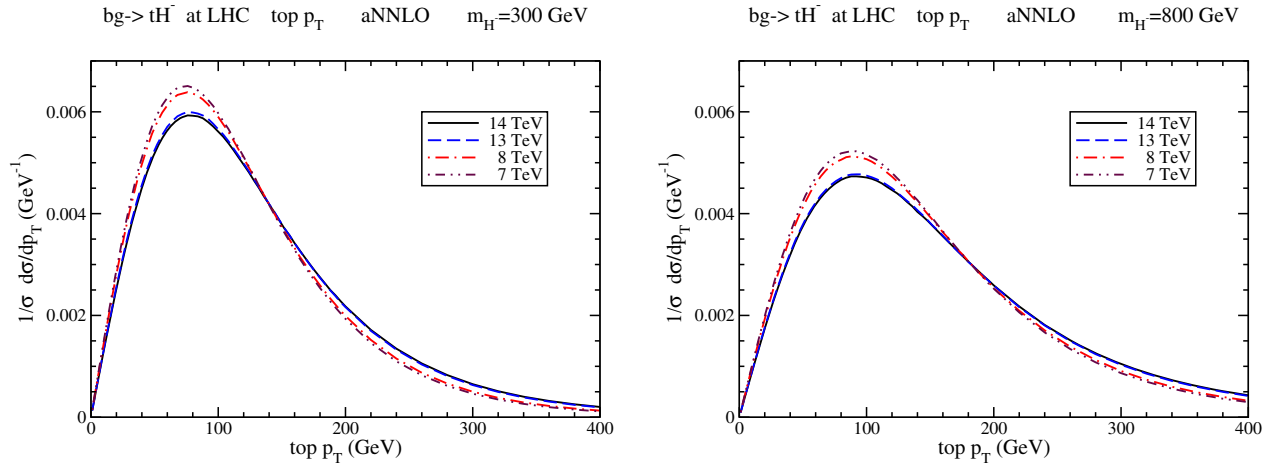 bg-> tH⁻ at LHC top p_T aNNLO m_H⁻=300 GeV
1/σ dσ/dp_T (GeV⁻¹)
0.006
0.004
0.002
0
14 TeV
13 TeV
8 TeV
7 TeV
0 100 200 300 400
top p_T (GeV)
bg-> tH⁻ at LHC top p_T aNNLO m_H⁻=800 GeV
1/σ dσ/dp_T (GeV⁻¹)
0.006
0.004
0.002
0
14 TeV
13 TeV
8 TeV
7 TeV
0 100 200 300 400
top p_T (GeV)